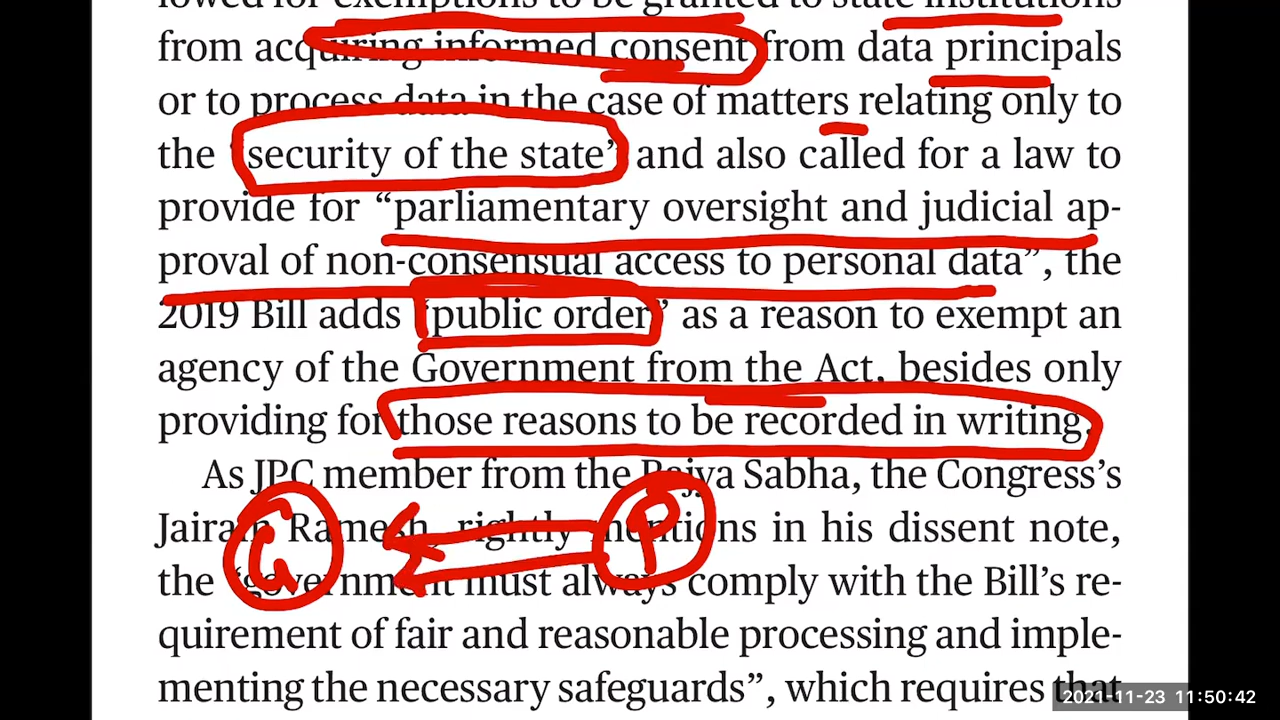 lowed for exemptions to be granted to state institutions
from acquiring informed consent from data principals
or to process data in the case of matters relating only to
the “security of the state” and also called for a law to
provide for “parliamentary oversight and judicial ap-
proval of non-consensual access to personal data”, the
2019 Bill adds “public order” as a reason to exempt an
agency of the Government from the Act, besides only
providing for those reasons to be recorded in writing.
As JPC member from the Rajya Sabha, the Congress’s
Jairam Ramesh, rightly mentions in his dissent note,
the “government must always comply with the Bill’s re-
quirement of fair and reasonable processing and imple-
menting the necessary safeguards”, which requires that
G P
2021-11-23 11:50:42